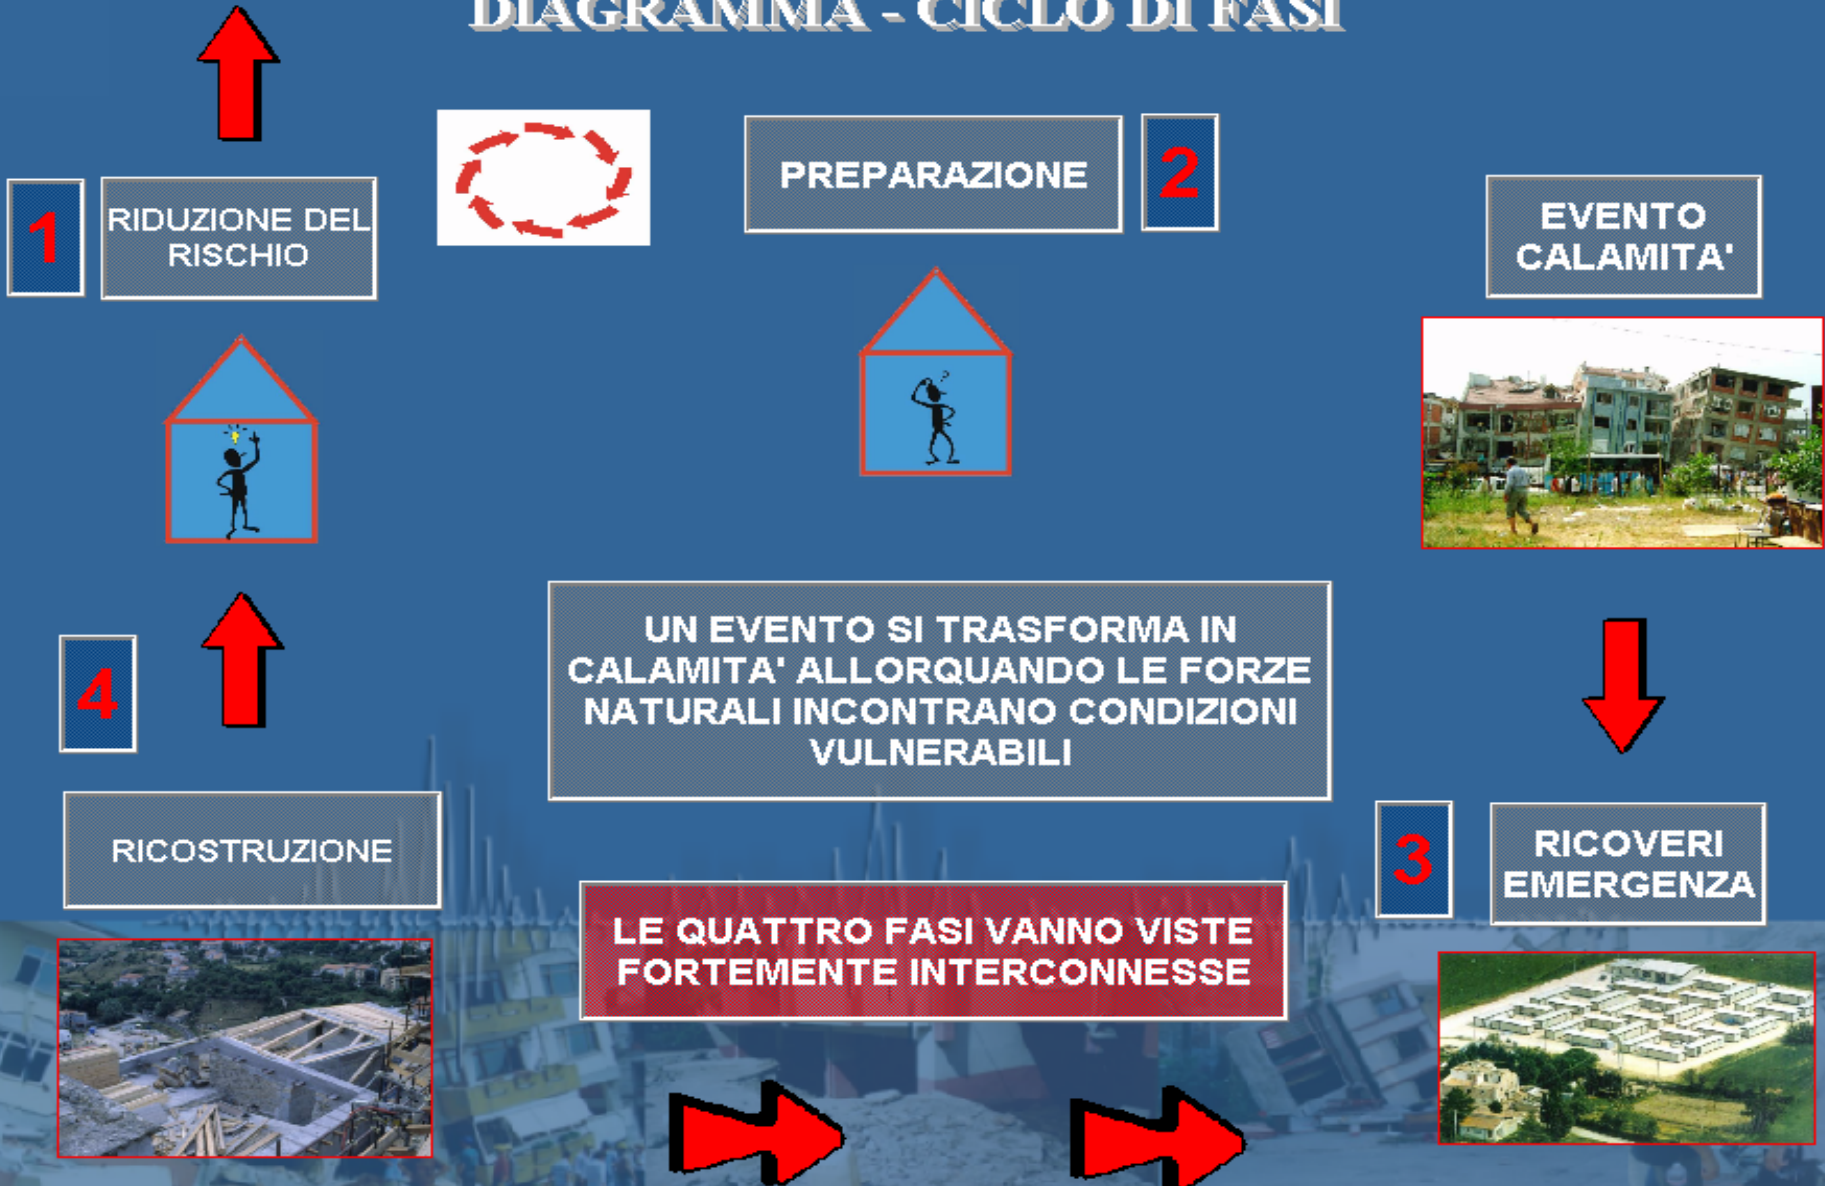 DIAGRAMMA - CICLO DI FASI
1
RIDUZIONE DEL
RISCHIO
PREPARAZIONE
2
EVENTO
CALAMITA'
UN EVENTO SI TRASFORMA IN
CALAMITA' ALLORQUANDO LE FORZE
NATURALI INCONTRANO CONDIZIONI
VULNERABILI
4
RICOSTRUZIONE
3
RICOVERI
EMERGENZA
LE QUATTRO FASI VANNO VISTE
FORTEMENTE INTERCONNESSE